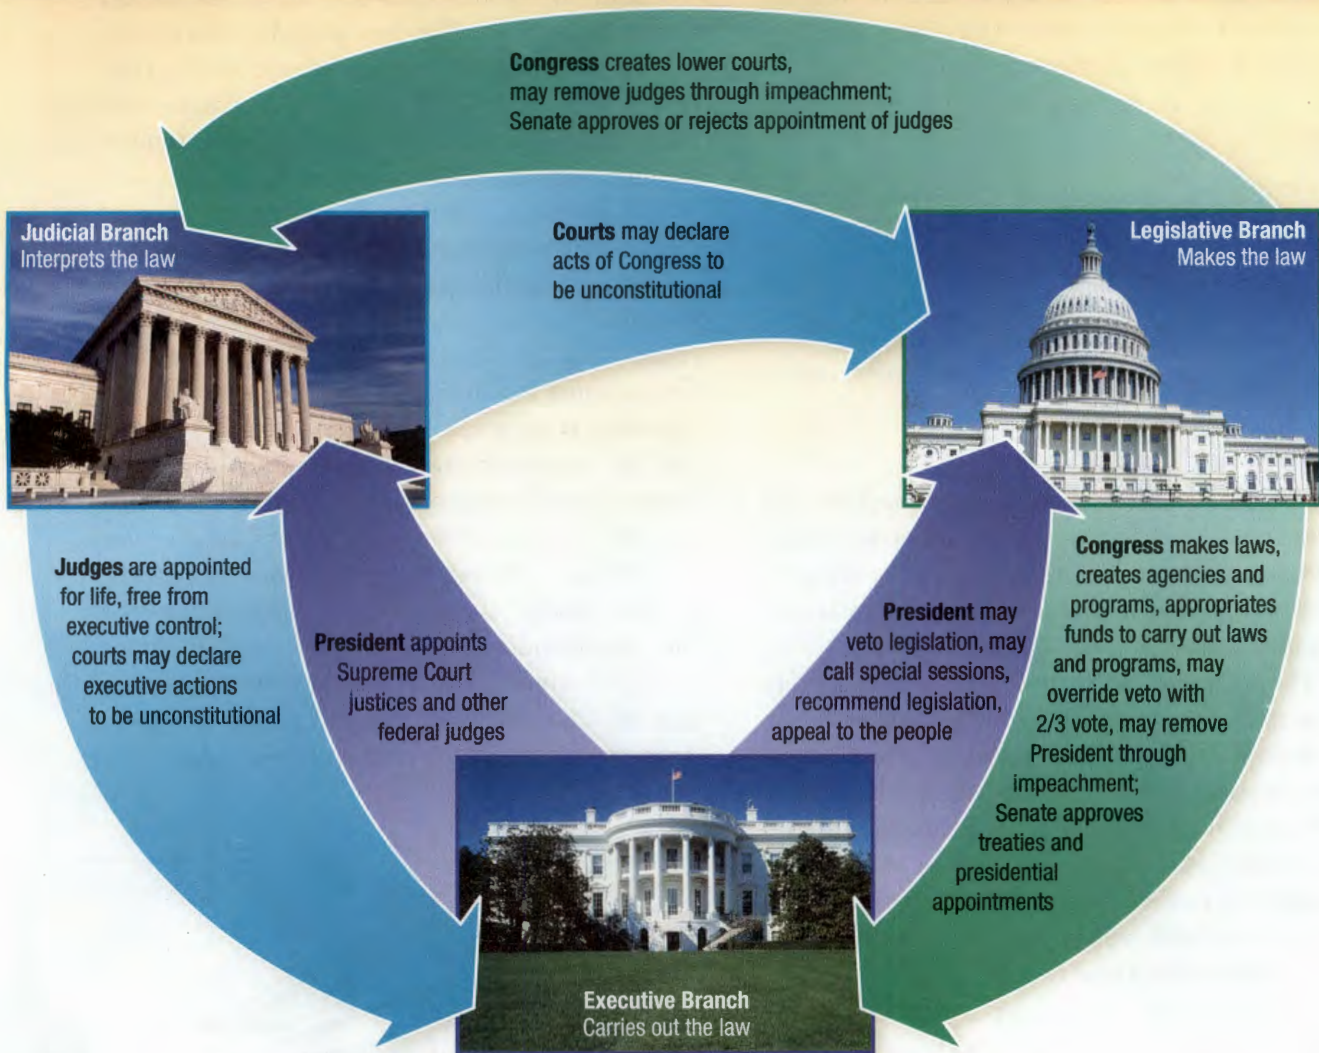 Congress creates lower courts,
may remove judges through impeachment;
Senate approves or rejects appointment of judges
Judicial Branch
Interprets the law
Courts may declare
acts of Congress to
be unconstitutional
Legislative Branch
Makes the law
Judges are appointed
for life, free from
executive control;
courts may declare
executive actions
to be unconstitutional
President appoints
Supreme Court
justices and other
federal judges
President may
veto legislation, may
call special sessions,
recommend legislation,
appeal to the people
Congress makes laws,
creates agencies and
programs, appropriates
funds to carry out laws
and programs, may
override veto with
2/3 vote, may remove
President through
impeachment;
Senate approves
treaties and
presidential
appointments
Executive Branch
Carries out the law